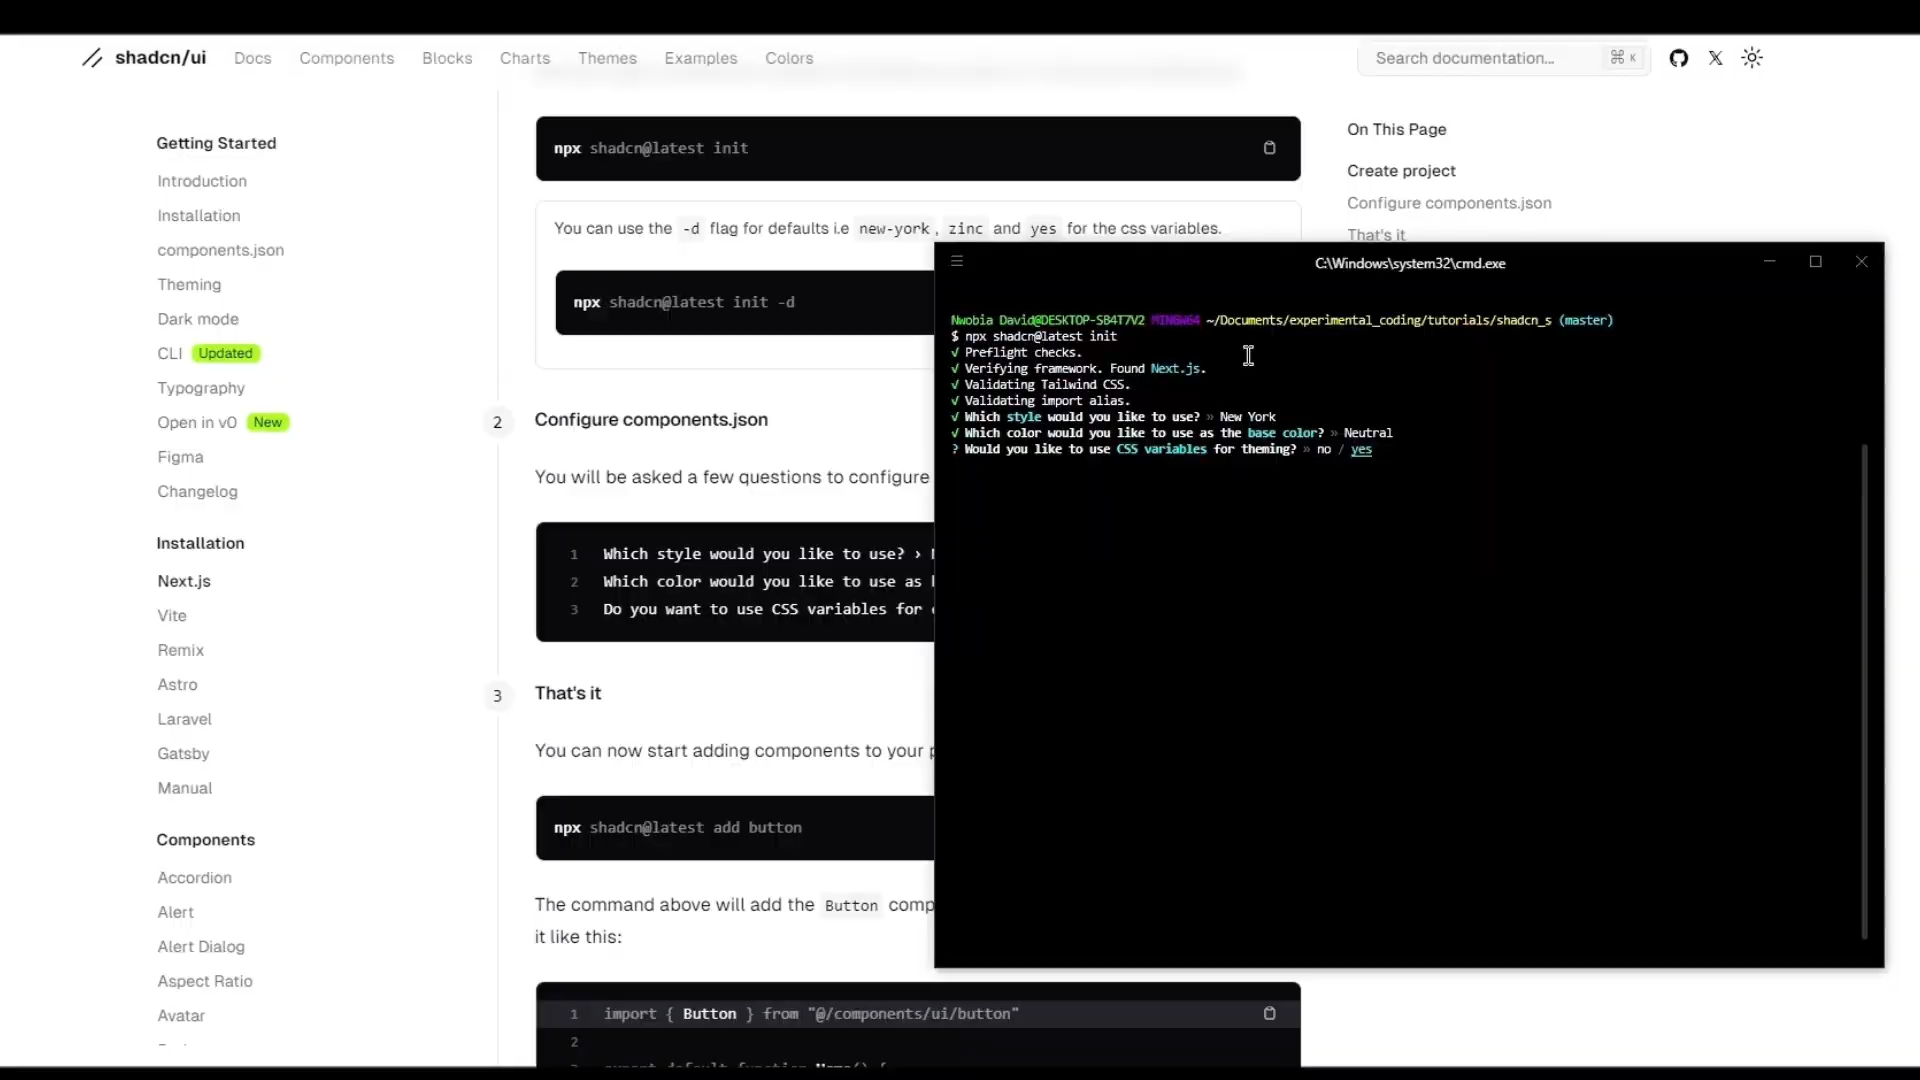 shadcn/ui Docs Components Blocks Charts Themes Examples Colors
Search documentation... ⌘ K
Getting Started
Introduction
Installation
components.json
Theming
Dark mode
CLI Updated
Typography
Open in v0 New
Figma
Changelog
Installation
Next.js
Vite
Remix
Astro
Laravel
Gatsby
Manual
Components
Accordion
Alert
Alert Dialog
Aspect Ratio
Avatar
npx shadcn@latest init
You can use the -d flag for defaults i.e new-york, zinc and yes for the css variables.
npx shadcn@latest init -d
2 Configure components.json
You will be asked a few questions to configure
1 Which style would you like to use? ›
2 Which color would you like to use as
3 Do you want to use CSS variables for
3 That's it
You can now start adding components to your
npx shadcn@latest add button
The command above will add the Button comp
it like this:
1 import { Button } from "@/components/ui/button"
2
On This Page
Create project
Configure components.json
That's it
C:\Windows\system32\cmd.exe
Nwobia David@DESKTOP-SB4T7V2 MINGW64 ~/Documents/experimental_coding/tutorials/shadcn_s (master)
$ npx shadcn@latest init
√ Preflight checks.
√ Verifying framework. Found Next.js.
√ Validating Tailwind CSS.
√ Validating import alias.
√ Which style would you like to use? » New York
√ Which color would you like to use as the base color? » Neutral
? Would you like to use CSS variables for theming? » no / yes